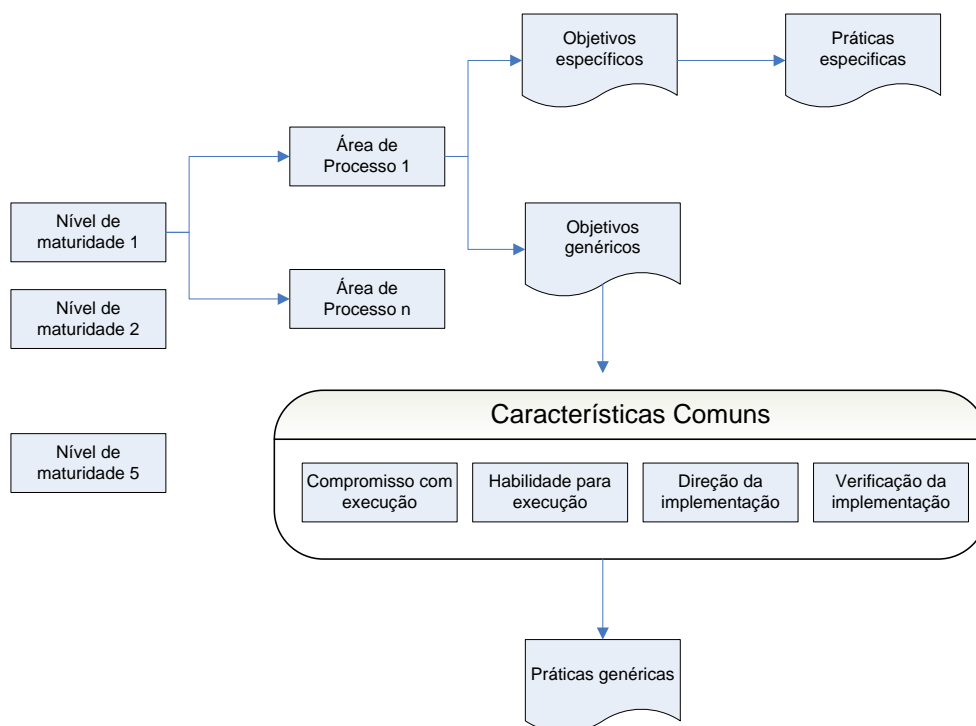 Objetivos
específicos
Práticas
especificas
Área de
Processo 1
Nível de
maturidade 1
Objetivos
genéricos
Área de
Processo n
Nível de
maturidade 2
Características Comuns
Nível de
maturidade 5
Compromisso com
execução
Habilidade para
execução
Direção da
implementação
Verificação da
implementação
Práticas genéricas